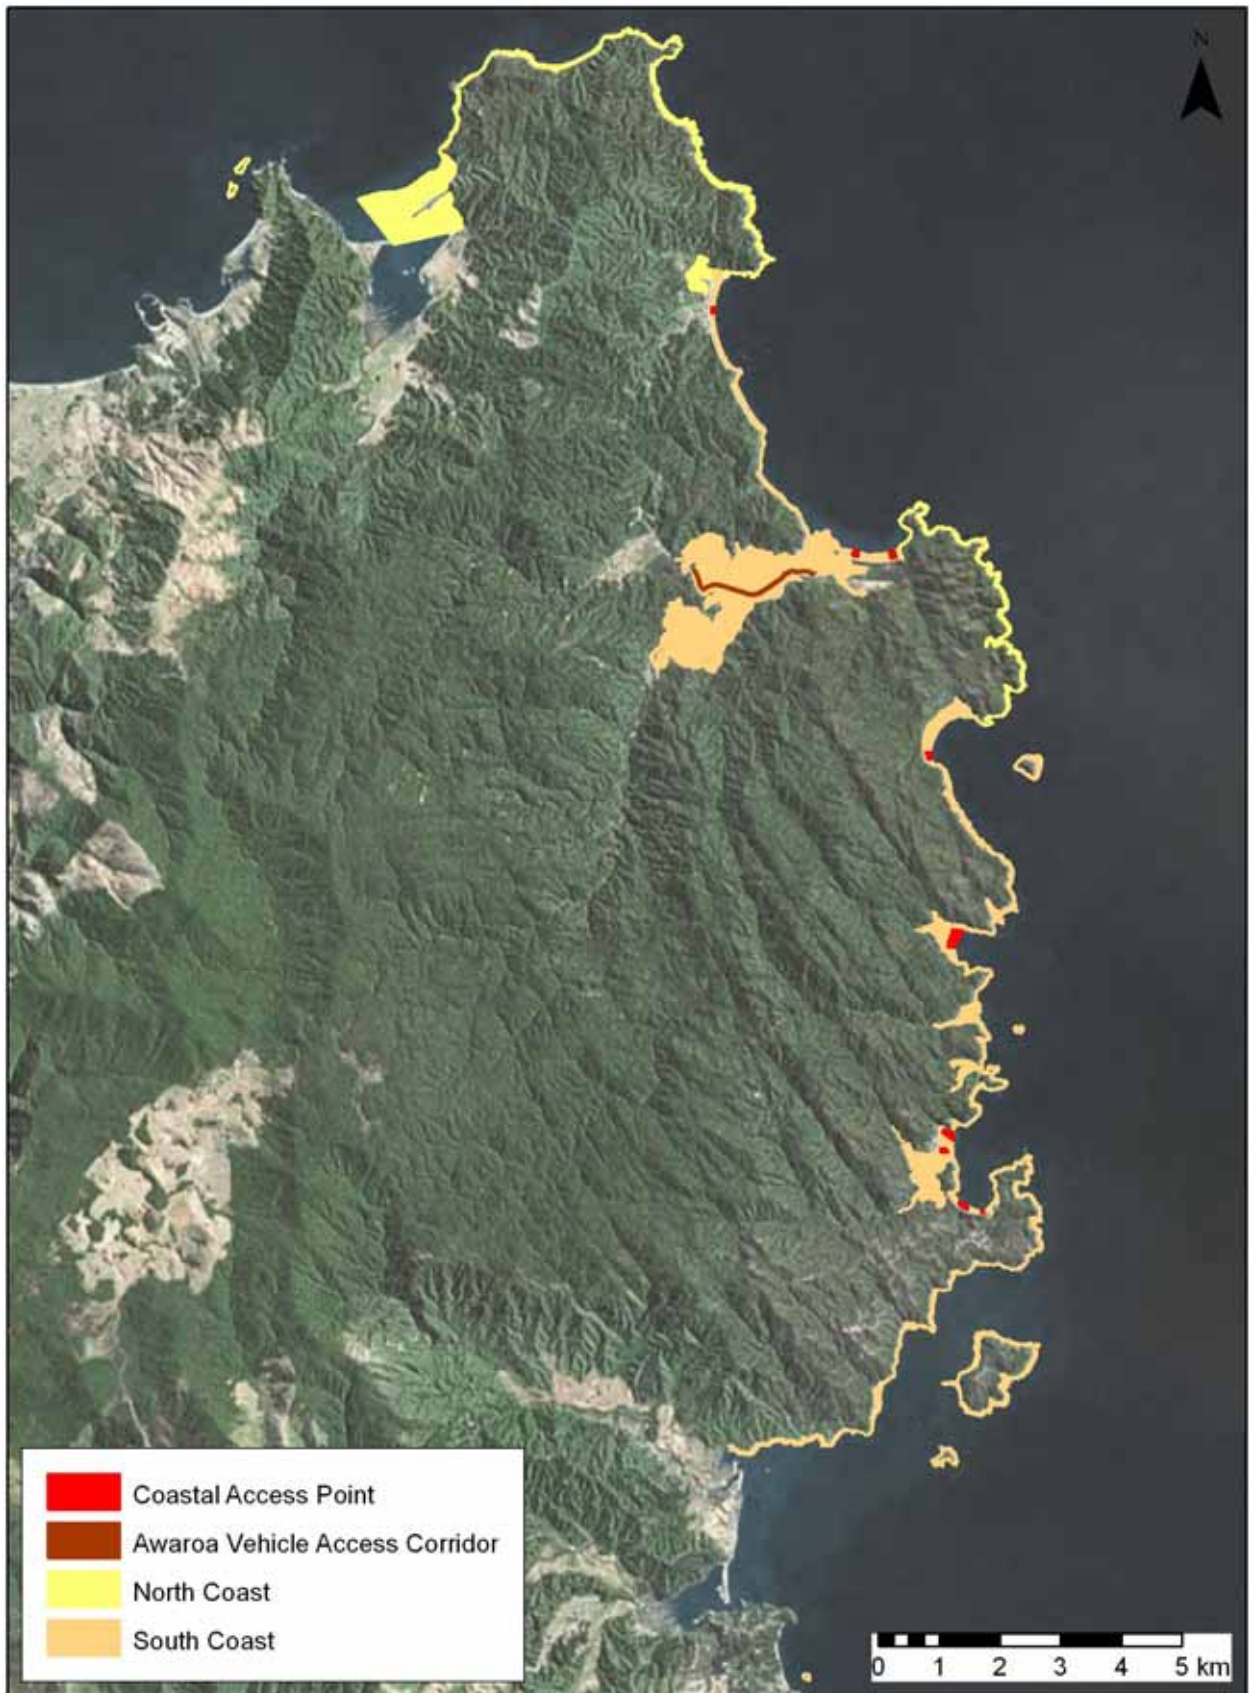 N
Coastal Access Point
Awaroa Vehicle Access Corridor
North Coast
South Coast
0 1 2 3 4 5 km